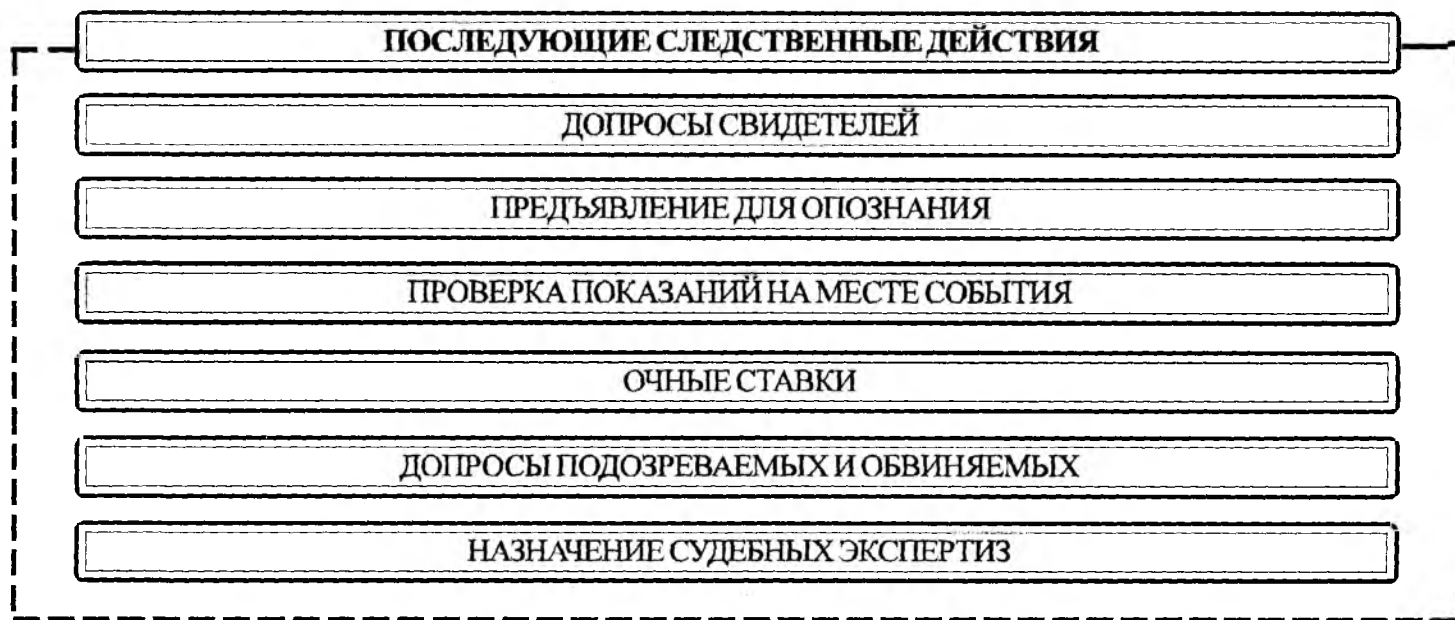 ПОСЛЕДУЮЩИЕ СЛЕДСТВЕННЫЕ ДЕЙСТВИЯ
ДОПРОСЫ СВИДЕТЕЛЕЙ
ПРЕДЪЯВЛЕНИЕ ДЛЯ ОПОЗНАНИЯ
ПРОВЕРКА ПОКАЗАНИЙ НА МЕСТЕ СОБЫТИЯ
ОЧНЫЕ СТАВКИ
ДОПРОСЫ ПОДОЗРЕВАЕМЫХ И ОБВИНЯЕМЫХ
НАЗНАЧЕНИЕ СУДЕБНЫХ ЭКСПЕРТИЗ